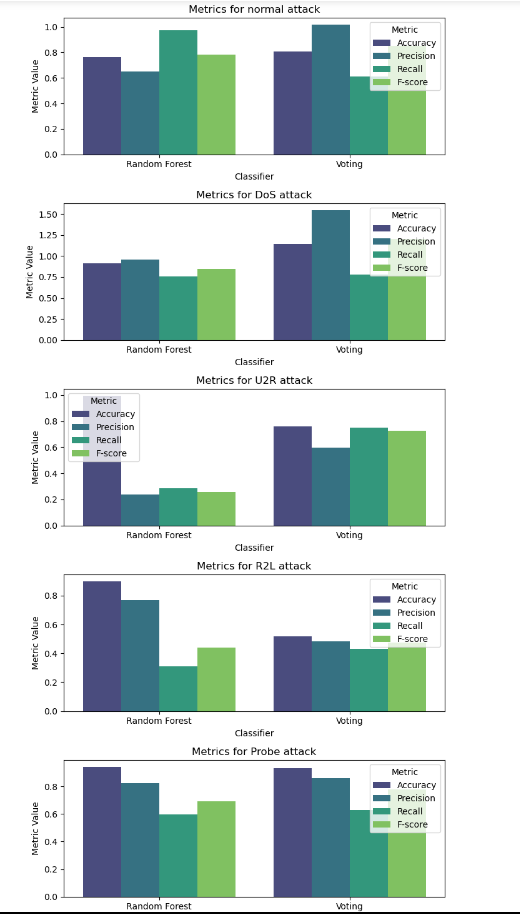 Metrics for normal attack
Metric Value
1.0
0.8
0.6
0.4
0.2
0.0
Metric
Accuracy
Precision
Recall
F-score
Random Forest
Voting
Classifier
Metrics for DoS attack
Metric Value
1.50
1.25
1.00
0.75
0.50
0.25
0.00
Metric
Accuracy
Precision
Recall
F-score
Random Forest
Voting
Classifier
Metrics for U2R attack
Metric Value
1.0
0.8
0.6
0.4
0.2
0.0
Metric
Accuracy
Precision
Recall
F-score
Random Forest
Voting
Classifier
Metrics for R2L attack
Metric Value
0.8
0.6
0.4
0.2
0.0
Metric
Accuracy
Precision
Recall
F-score
Random Forest
Voting
Classifier
Metrics for Probe attack
Metric Value
0.8
0.6
0.4
0.2
0.0
Metric
Accuracy
Precision
Recall
F-score
Random Forest
Voting